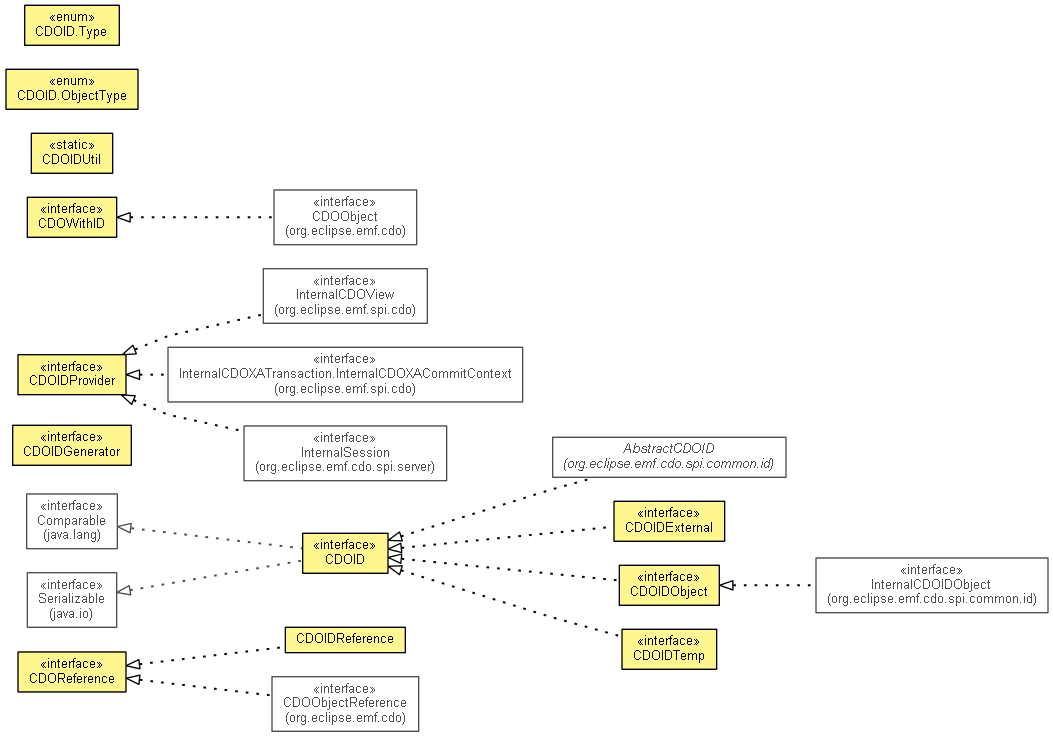 «enum»
CDOID.Type
«enum»
CDOID.ObjectType
«static»
CDOIDUtil
«interface»
CDOWithID
«interface»
CDOObject
(org.eclipse.emf.cdo)
«interface»
InternalCDOView
(org.eclipse.emf.spi.cdo)
«interface»
CDOIDProvider
«interface»
InternalCDOXATransaction.InternalCDOXACommitContext
(org.eclipse.emf.spi.cdo)
«interface»
InternalSession
(org.eclipse.emf.cdo.spi.server)
«interface»
CDOIDGenerator
AbstractCDOID
(org.eclipse.emf.cdo.spi.common.id)
«interface»
Comparable
(java.lang)
«interface»
CDOID
«interface»
CDOIDExternal
«interface»
CDOIDObject
«interface»
InternalCDOIDObject
(org.eclipse.emf.cdo.spi.common.id)
«interface»
Serializable
(java.io)
«interface»
CDOIDTemp
«interface»
CDOReference
CDOIDReference
«interface»
CDOObjectReference
(org.eclipse.emf.cdo)